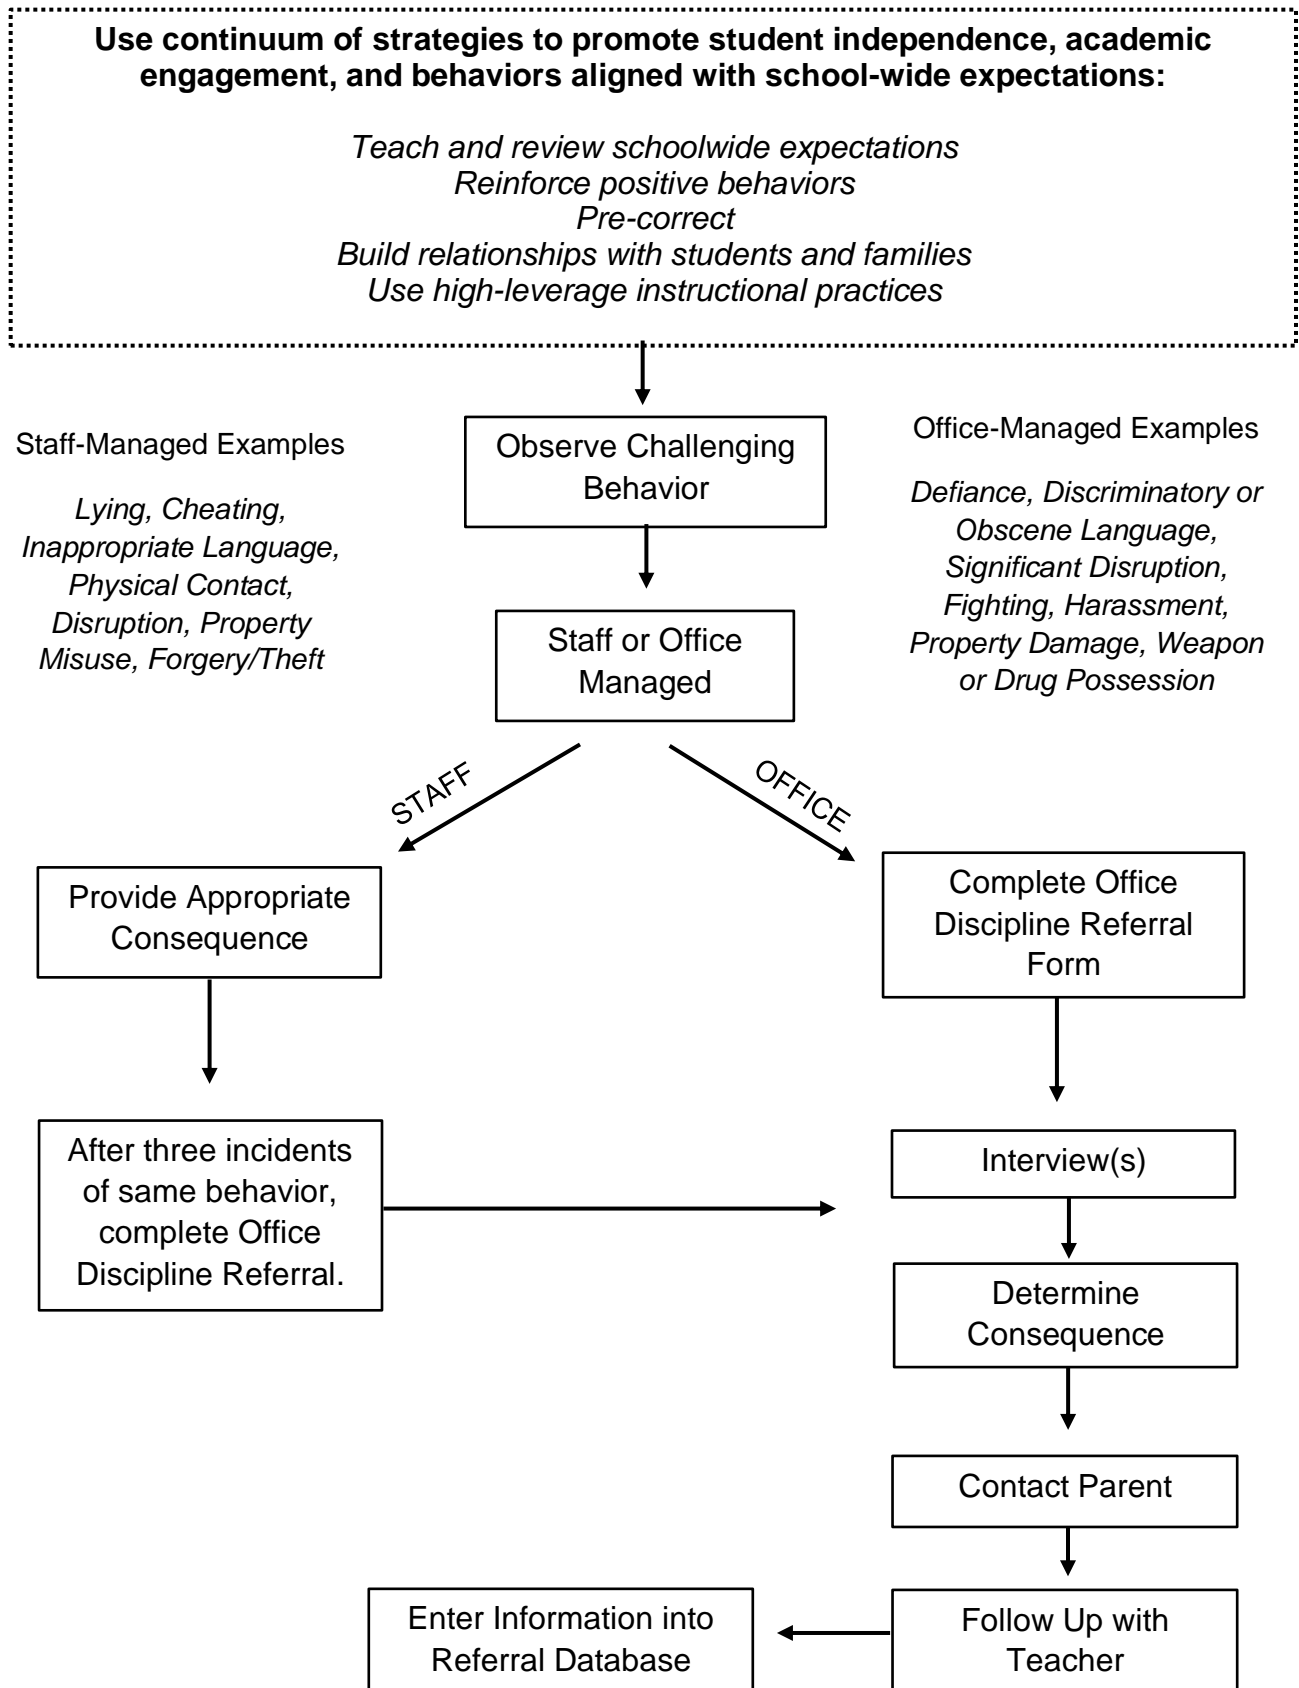 Use continuum of strategies to promote student independence, academic
engagement, and behaviors aligned with school-wide expectations:
Teach and review schoolwide expectations
Reinforce positive behaviors
Pre-correct
Build relationships with students and families
Use high-leverage instructional practices
Staff-Managed Examples
Lying, Cheating,
Inappropriate Language,
Physical Contact,
Disruption, Property
Misuse, Forgery/Theft
Observe Challenging
Behavior
Office-Managed Examples
Defiance, Discriminatory or
Obscene Language,
Significant Disruption,
Fighting, Harassment,
Property Damage, Weapon
or Drug Possession
Staff or Office
Managed
STAFF
OFFICE
Provide Appropriate
Consequence
Complete Office
Discipline Referral
Form
After three incidents
of same behavior,
complete Office
Discipline Referral.
Interview(s)
Determine
Consequence
Contact Parent
Follow Up with
Teacher
Enter Information into
Referral Database